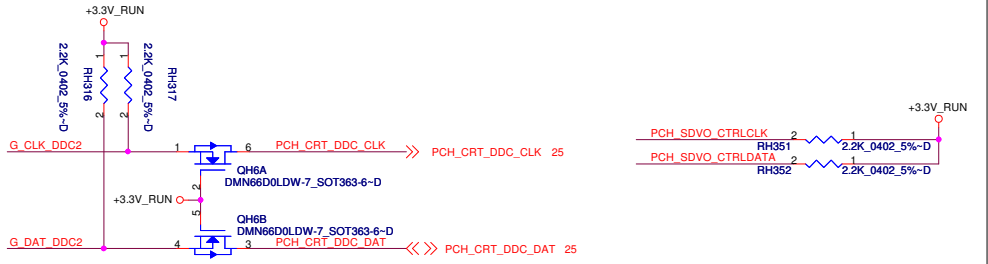 +3.3V_RUN
2.2K_0402_5%~D
RH316
1
2
1
2
2.2K_0402_5%~D
RH317
G_CLK_DDC2
1
6
PCH_CRT_DDC_CLK
PCH_CRT_DDC_CLK 25
QH6A
DMN66D0LDW-7_SOT363-6~D
2
+3.3V_RUN
5
QH6B
DMN66D0LDW-7_SOT363-6~D
G_DAT_DDC2
4
3
PCH_CRT_DDC_DAT
PCH_CRT_DDC_DAT 25
+3.3V_RUN
PCH_SDVO_CTRLCLK
2
1
RH351
2.2K_0402_5%~D
PCH_SDVO_CTRLDATA
2
1
RH352
2.2K_0402_5%~D